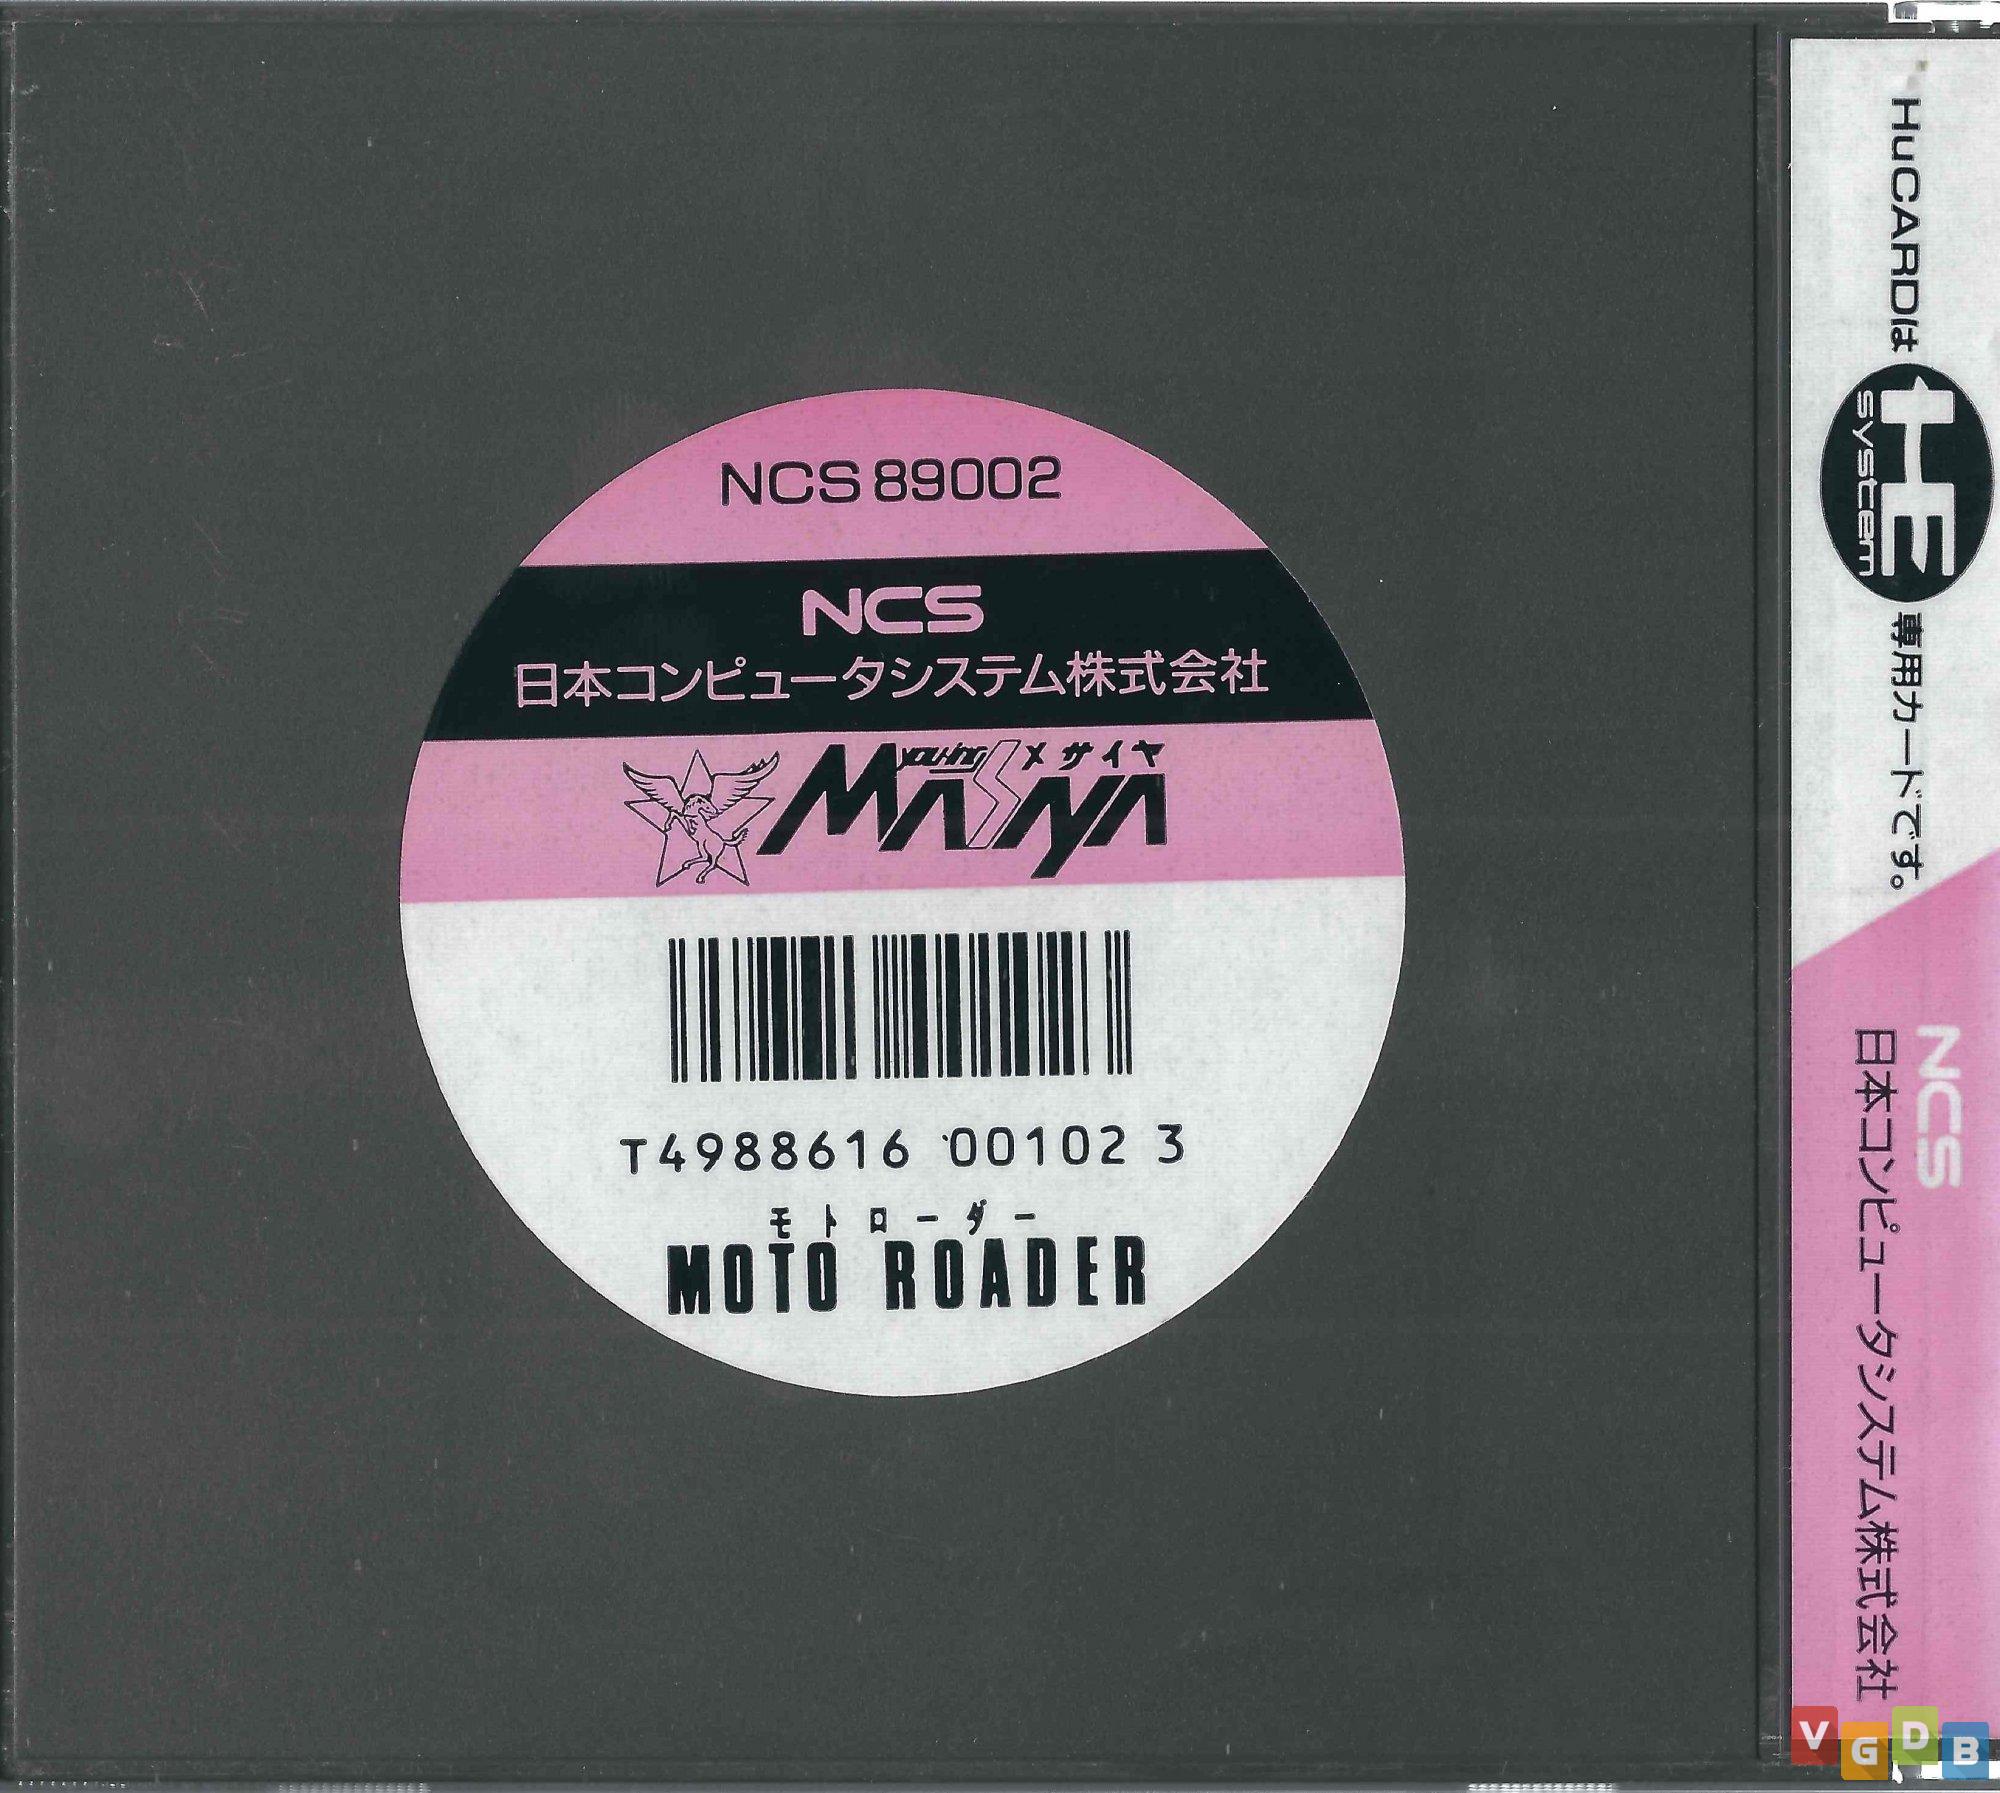 NCS 89002
NCS
日本コンピュータシステム株式会社
you-ing メサイヤ
MASAYA
T4988616 00102 3
モトローダー
MOTO ROADER
HuCARDは HE system 専用カードです。
NCS
日本コンピュータシステム株式会社
VGDB